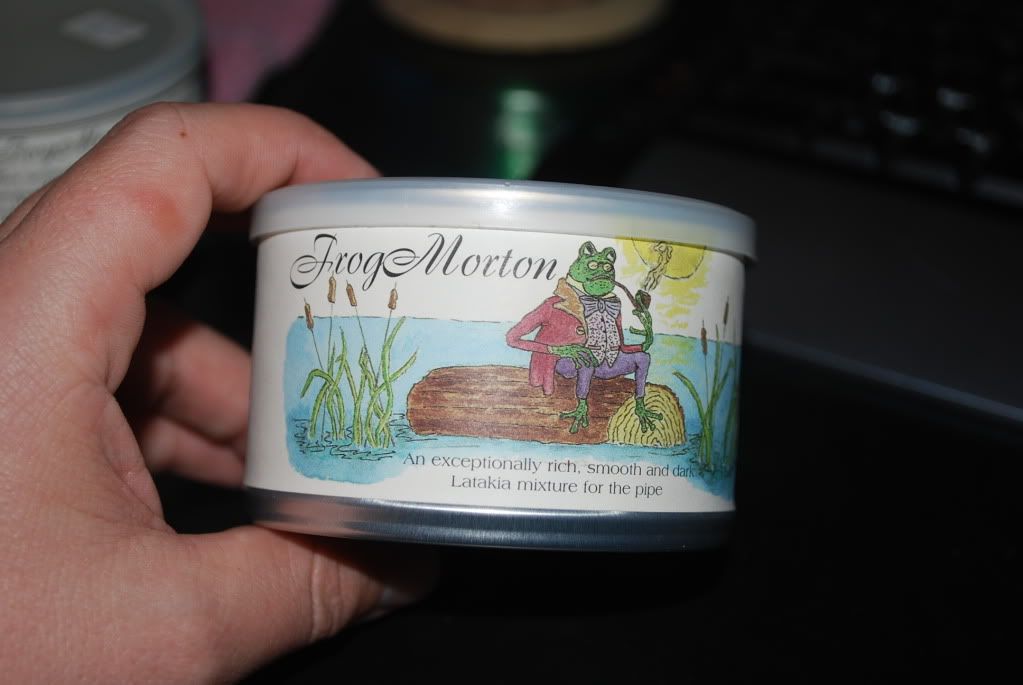 Frog Morton
An exceptionally rich, smooth and dark
Latakia mixture for the pipe